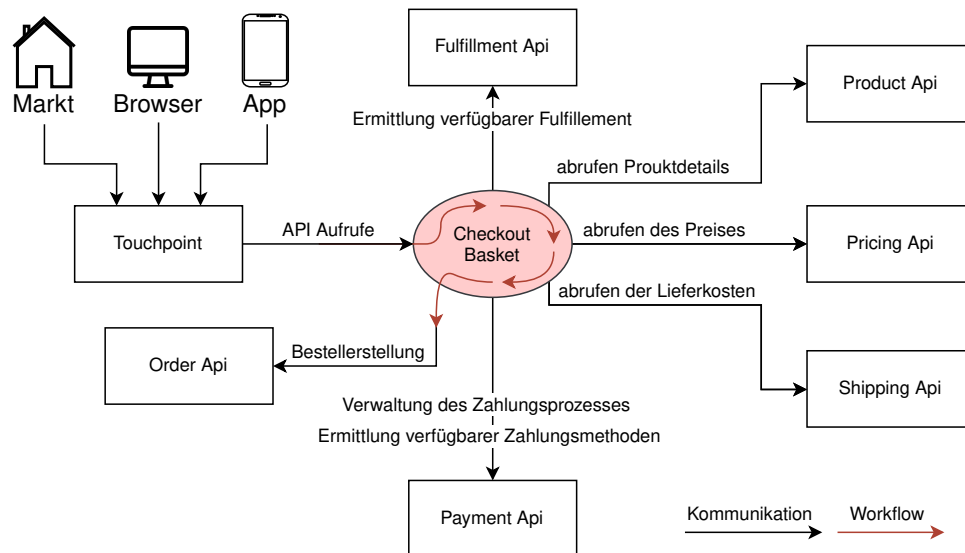 Fulfillment Api
Product Api
Markt
Browser
App
Ermittlung verfügbarer Fulfillement
abrufen Prouktdetails
Touchpoint
API Aufrufe
Checkout
Basket
abrufen des Preises
Pricing Api
abrufen der Lieferkosten
Order Api
Bestellerstellung
Shipping Api
Verwaltung des Zahlungsprozesses
Ermittlung verfügbarer Zahlungsmethoden
Payment Api
Kommunikation
Workflow